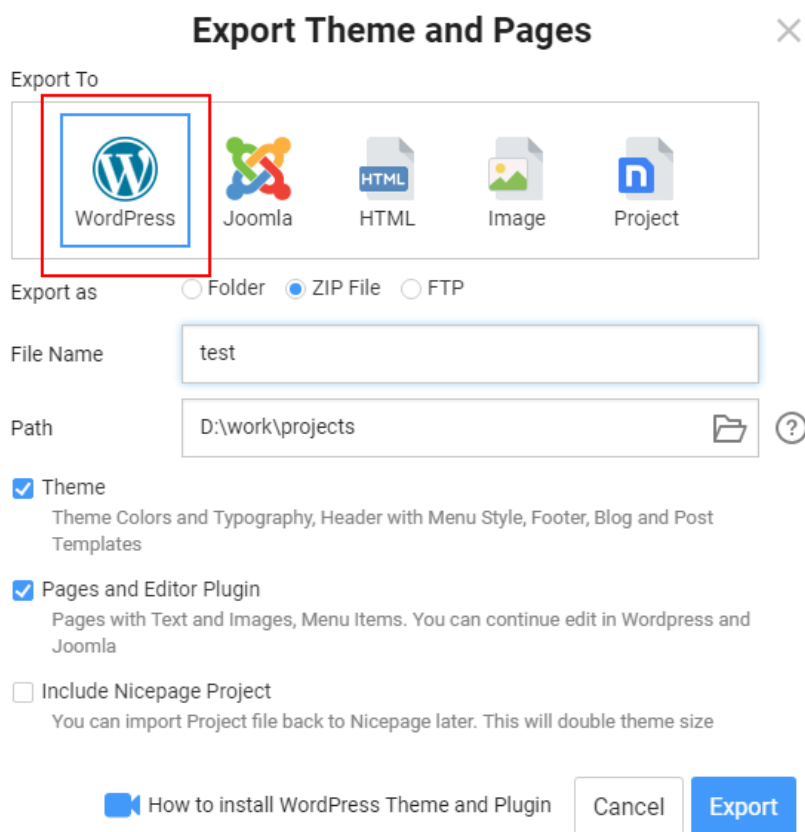 Export Theme and Pages
Export To
HTML
WordPress Joomla HTML Image Project
Export as Folder ZIP File FTP
File Name test
Path D:\work\projects ?
Theme
Theme Colors and Typography, Header with Menu Style, Footer, Blog and Post
Templates
Pages and Editor Plugin
Pages with Text and Images, Menu Items. You can continue edit in Wordpress and
Joomla
Include Nicepage Project
You can import Project file back to Nicepage later. This will double theme size
How to install WordPress Theme and Plugin Cancel Export